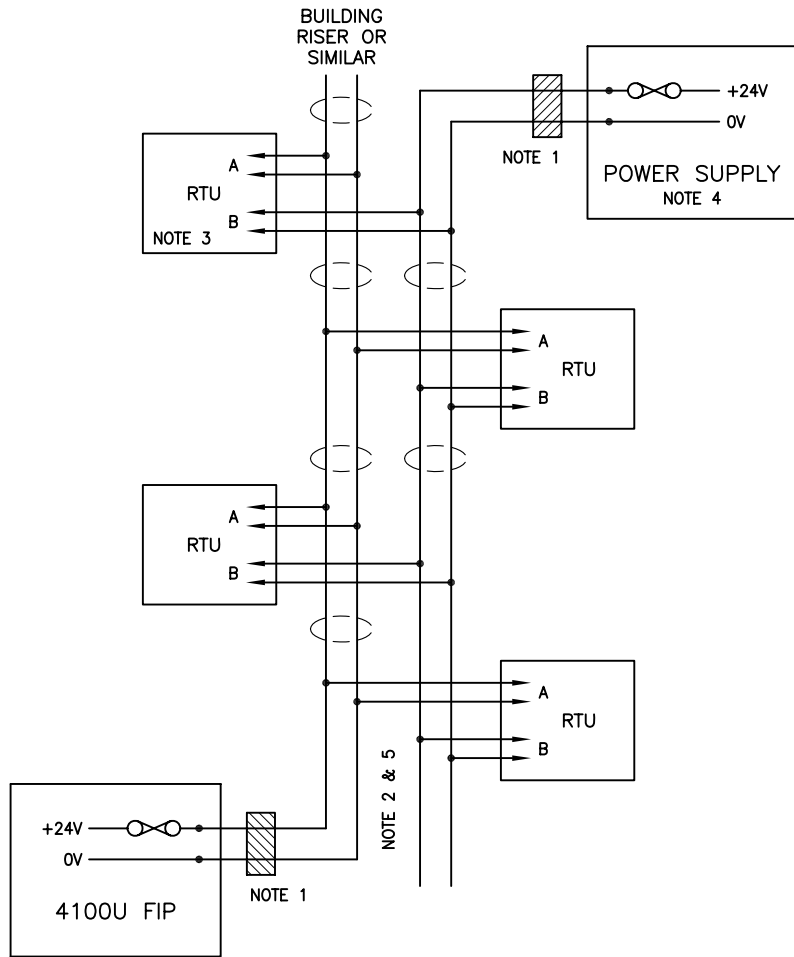 BUILDING
RISER OR
SIMILAR
+24V
0V
NOTE 1
POWER SUPPLY
NOTE 4
A
RTU
B
NOTE 3
A
RTU
B
A
RTU
B
A
RTU
B
NOTE 2 & 5
+24V
0V
NOTE 1
4100U FIP